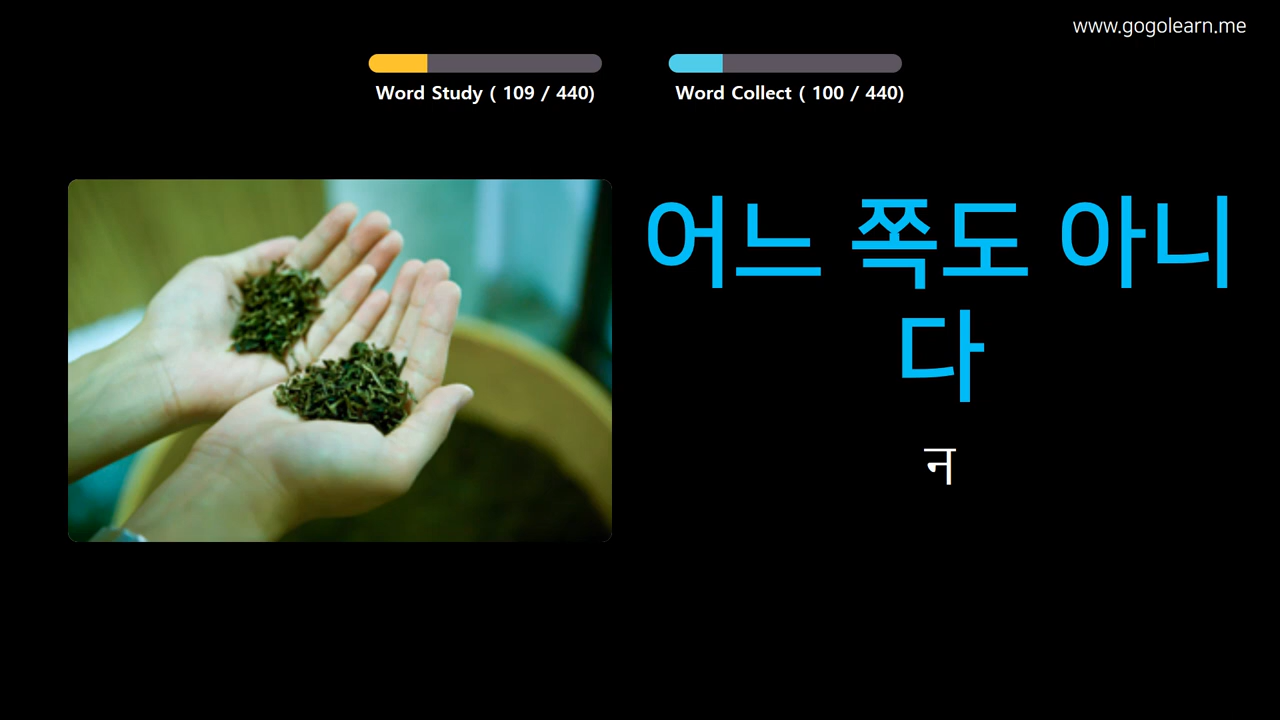 www.gogolearn.me
Word Study ( 109 / 440)
Word Collect ( 100 / 440)
어느 쪽도 아니
다
न